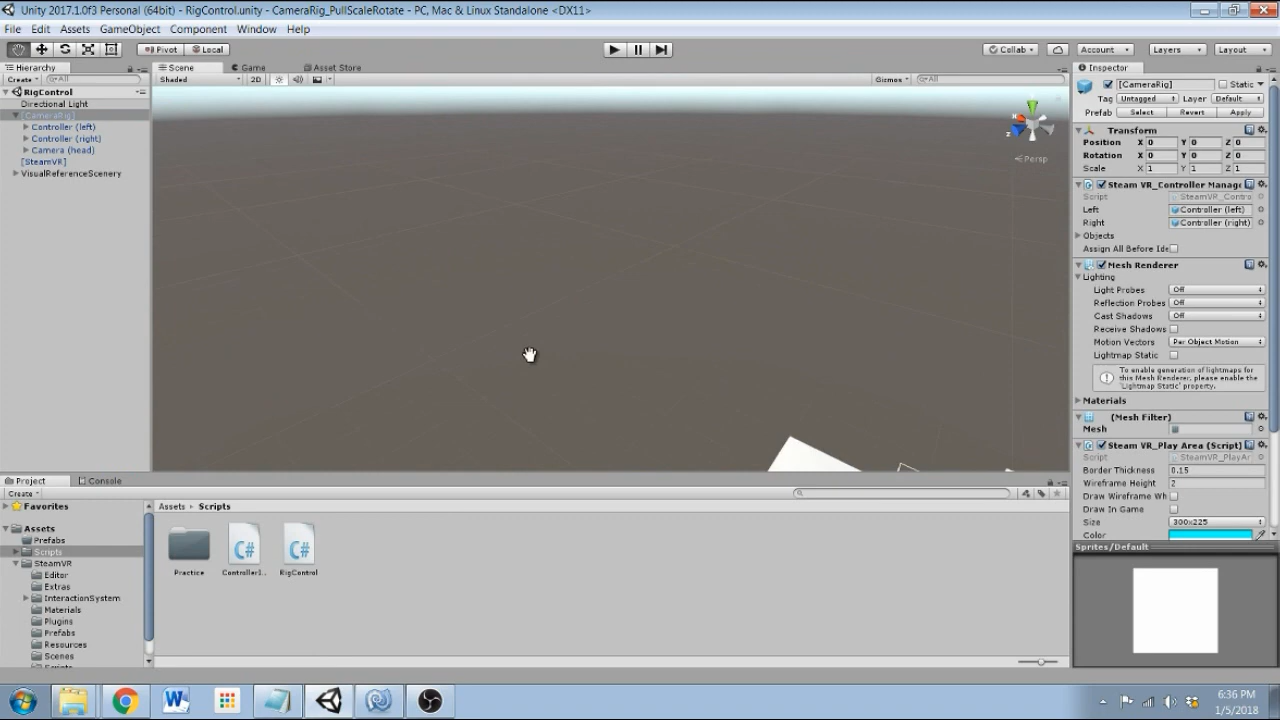 Unity 2017.1.0f3 Personal (64bit) - RigControl.unity - CameraRig_PullScaleRotate - PC, Mac & Linux Standalone <DX11>
File Edit Assets GameObject Component Window Help
Pivot Local Collab Account Layers Layout
Hierarchy
Create All
RigControl
Directional Light
[CameraRig]
Controller (left)
Controller (right)
Camera (head)
[SteamVR]
VisualReferenceScenery
Scene Game Asset Store
Shaded 2D Gizmos All
x
z
Persp
Inspector
[CameraRig] Static
Tag Untagged Layer Default
Prefab Select Revert Apply
Transform
Position X 0 Y 0 Z 0
Rotation X 0 Y 0 Z 0
Scale X 1 Y 1 Z 1
Steam VR_Controller Manage
Script SteamVR_Contro
Left Controller (left)
Right Controller (right)
Objects
Assign All Before Ide
Mesh Renderer
Lighting
Light Probes Off
Reflection Probes Off
Cast Shadows Off
Receive Shadows
Motion Vectors Per Object Motion
Lightmap Static
To enable generation of lightmaps for
this Mesh Renderer, please enable the
'Lightmap Static' property.
Materials
(Mesh Filter)
Mesh
Steam VR_Play Area (Script)
Script SteamVR_PlayAr
Border Thickness 0.15
Wireframe Height 2
Draw Wireframe Wh
Draw In Game
Size 300x225
Color
Sprites/Default
Project Console
Create
Favorites
Assets
Prefabs
Scripts
SteamVR
Editor
Extras
InteractionSystem
Materials
Plugins
Prefabs
Resources
Scenes
Scripts
Assets Scripts
Practice ControllerI... RigControl
6:36 PM
1/5/2018